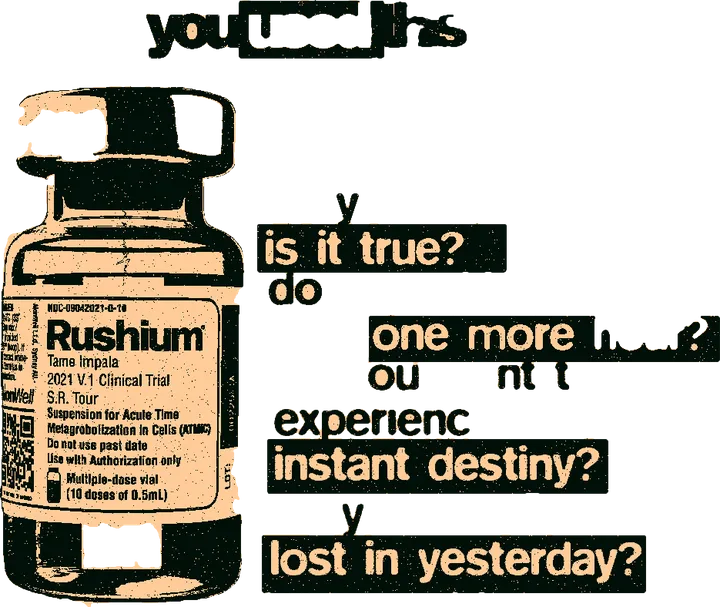 you
y
is it true?
do
one more
ou nt t
experienc
instant destiny?
y
lost in yesterday?
NDC-09042021-0-10
Rushium
Tame Impala
2021 V.1 Clinical Trial
S.R. Tour
Suspension for Acute Time
Metagrobolization in Cells (ATMIC)
Do not use past date
Use with Authorization only
Multiple-dose vial
(10 doses of 0.5mL)
LOT: